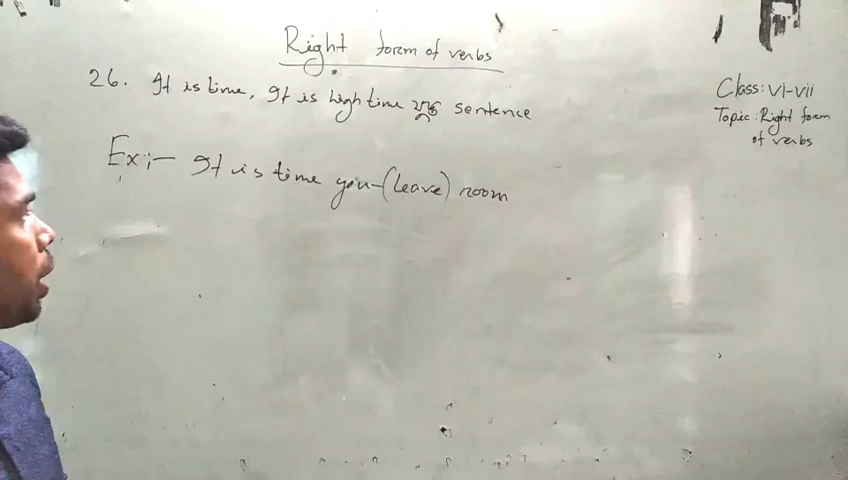 Right form of verbs
26. It is time, It is high time যুক্ত sentence
Ex:— It is time you-(leave) room
Class: VI-VII
Topic: Right form
of verbs